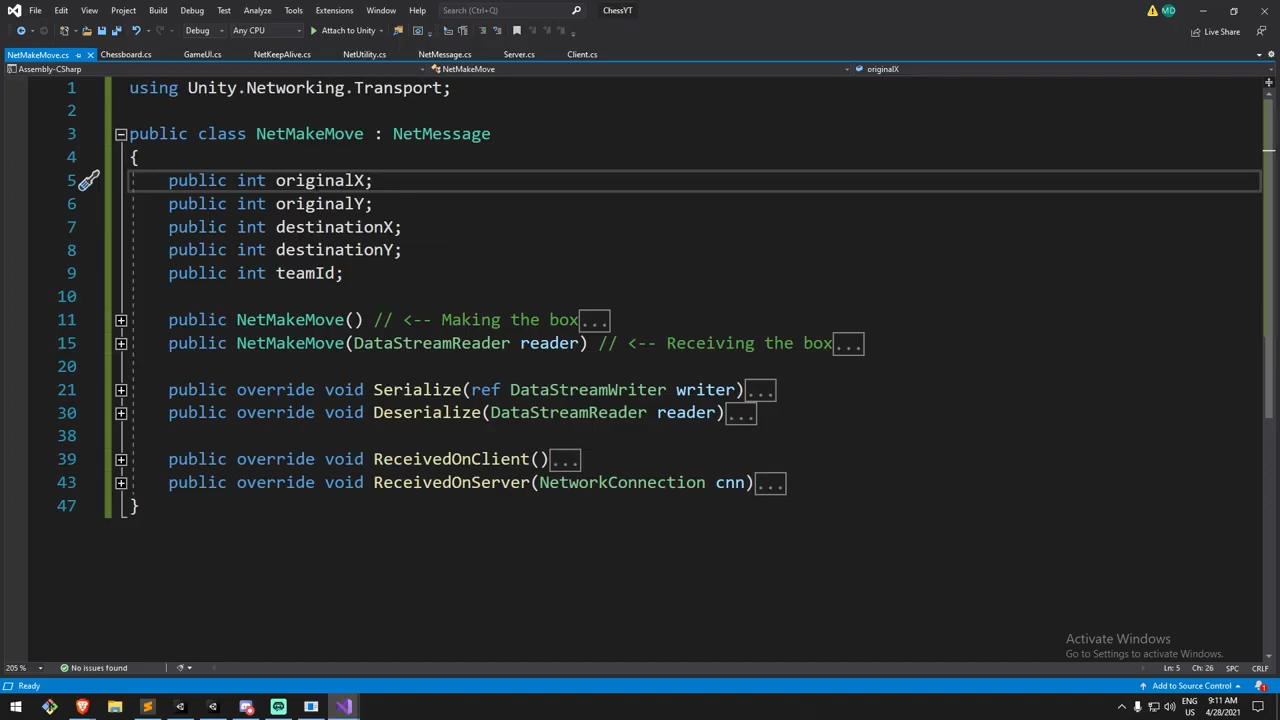 File Edit View Project Build Debug Test Analyze Tools Extensions Window Help Search (Ctrl+Q) ChessYT MD
Debug Any CPU Attach to Unity Live Share
NetMakeMove.cs Chessboard.cs GameUI.cs NetKeepAlive.cs NetUtility.cs NetMessage.cs Server.cs Client.cs
Assembly-CSharp NetMakeMove originalX
1 using Unity.Networking.Transport;
2
3 public class NetMakeMove : NetMessage
4 {
5 public int originalX;
6 public int originalY;
7 public int destinationX;
8 public int destinationY;
9 public int teamId;
10
11 public NetMakeMove() // <-- Making the box...
15 public NetMakeMove(DataStreamReader reader) // <-- Receiving the box...
20
21 public override void Serialize(ref DataStreamWriter writer)...
30 public override void Deserialize(DataStreamReader reader)...
38
39 public override void ReceivedOnClient()...
43 public override void ReceivedOnServer(NetworkConnection cnn)...
47 }
Activate Windows
Go to Settings to activate Windows.
205 % No issues found Ln: 5 Ch: 26 SPC CRLF
Ready Add to Source Control 1
ENG 9:11 AM
US 4/28/2021